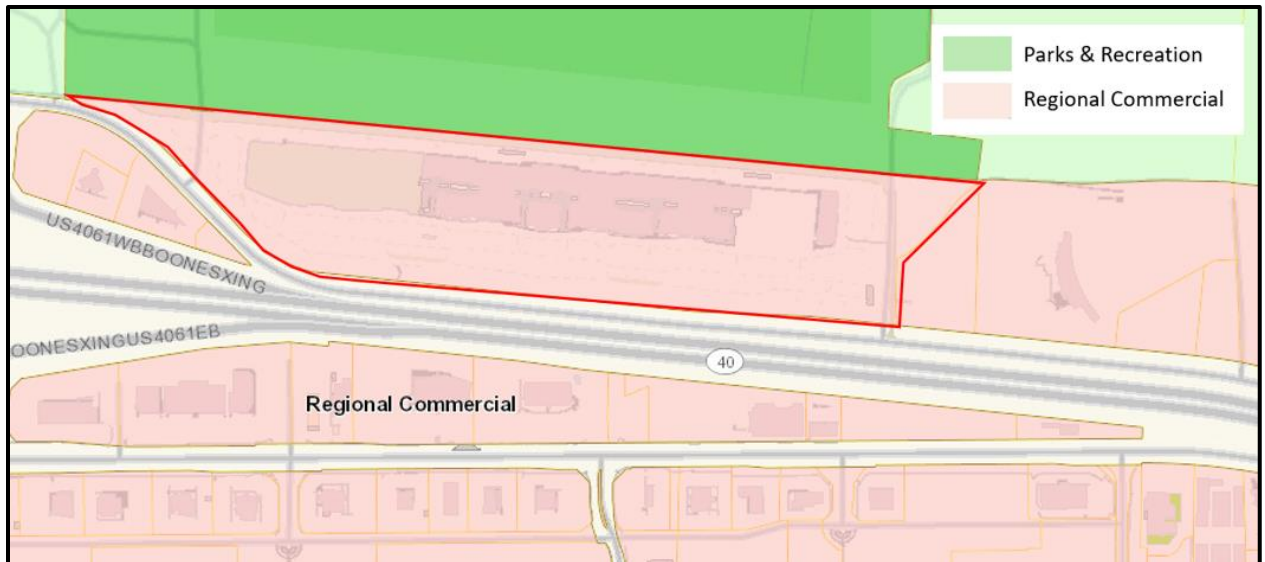 Parks & Recreation
Regional Commercial
US4061WBBOONESXING
OONESXINGUS4061EB
40
Regional Commercial